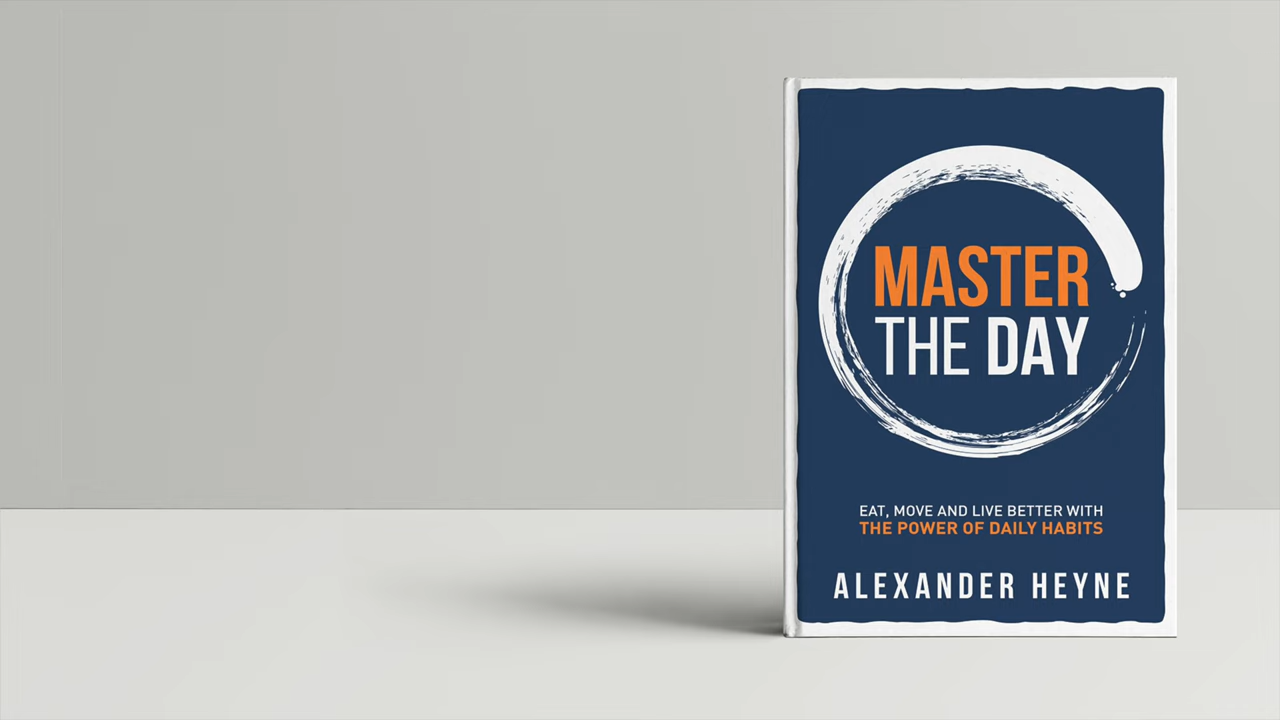 MASTER
THE DAY
EAT, MOVE AND LIVE BETTER WITH
THE POWER OF DAILY HABITS
ALEXANDER HEYNE